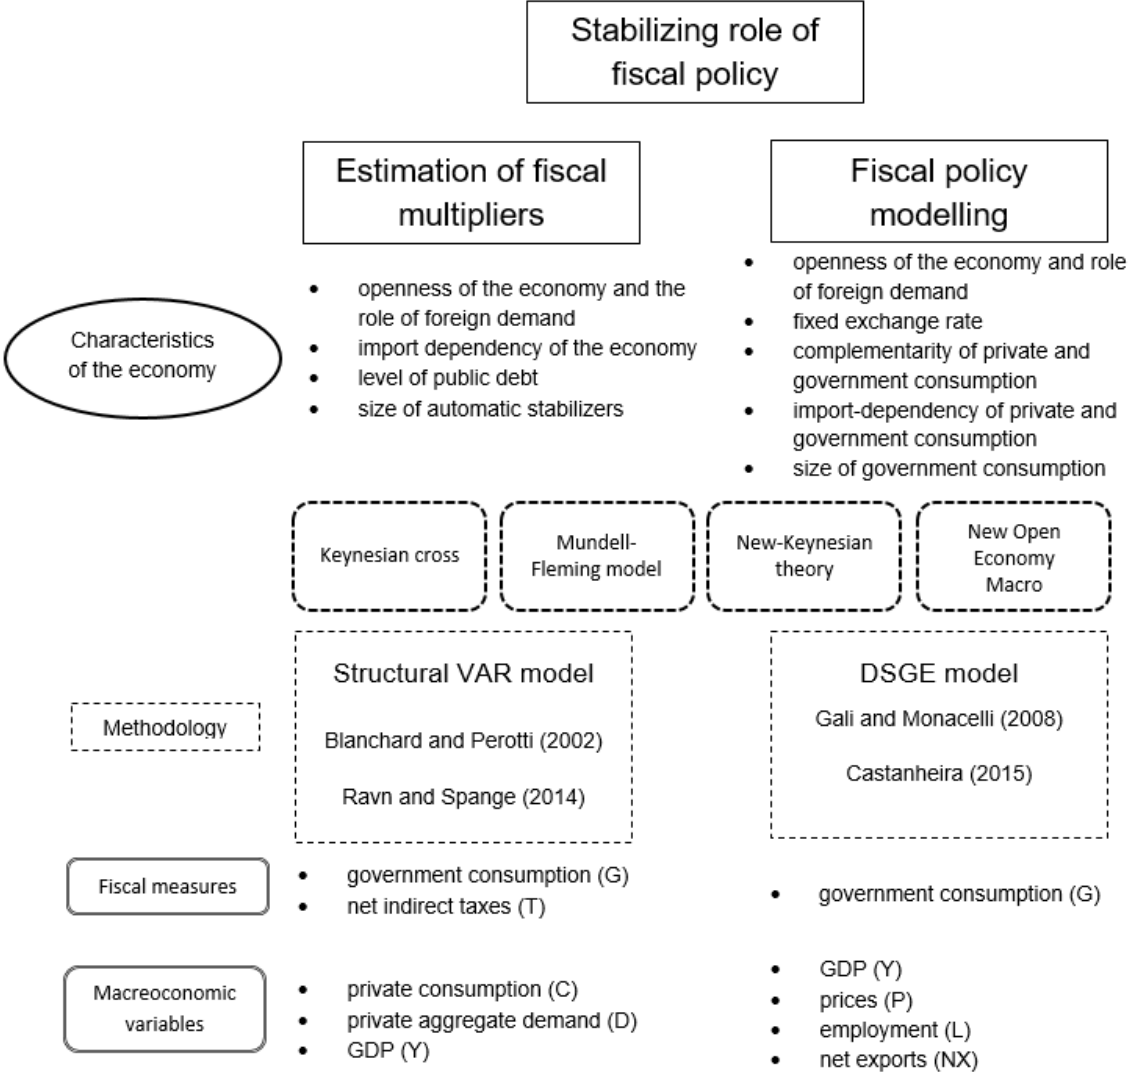 Stabilizing role of
fiscal policy
Estimation of fiscal
multipliers
Fiscal policy
modelling
Characteristics
of the economy
• openness of the economy and the
role of foreign demand
• import dependency of the economy
• level of public debt
• size of automatic stabilizers
• openness of the economy and role
of foreign demand
• fixed exchange rate
• complementarity of private and
government consumption
• import-dependency of private and
government consumption
• size of government consumption
Keynesian cross
Mundell-
Fleming model
New-Keynesian
theory
New Open
Economy
Macro
Methodology
Structural VAR model
Blanchard and Perotti (2002)
Ravn and Spange (2014)
DSGE model
Gali and Monacelli (2008)
Castanheira (2015)
Fiscal measures
• government consumption (G)
• net indirect taxes (T)
• government consumption (G)
Macreoconomic
variables
• private consumption (C)
• private aggregate demand (D)
• GDP (Y)
• GDP (Y)
• prices (P)
• employment (L)
• net exports (NX)